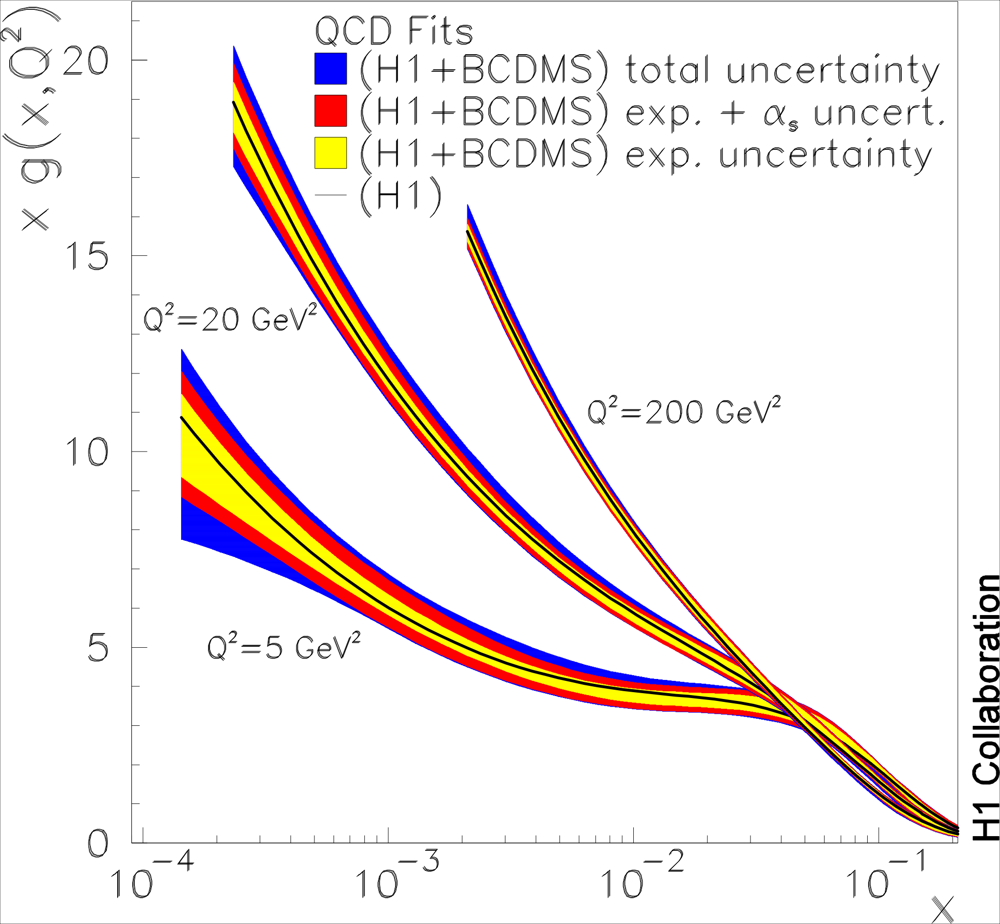 x g(x,Q²)
QCD Fits
(H1+BCDMS) total uncertainty
(H1+BCDMS) exp. + αₛ uncert.
(H1+BCDMS) exp. uncertainty
(H1)
20
15
10
5
0
Q²=20 GeV²
Q²=200 GeV²
Q²=5 GeV²
10⁻⁴
10⁻³
10⁻²
10⁻¹
x
H1 Collaboration